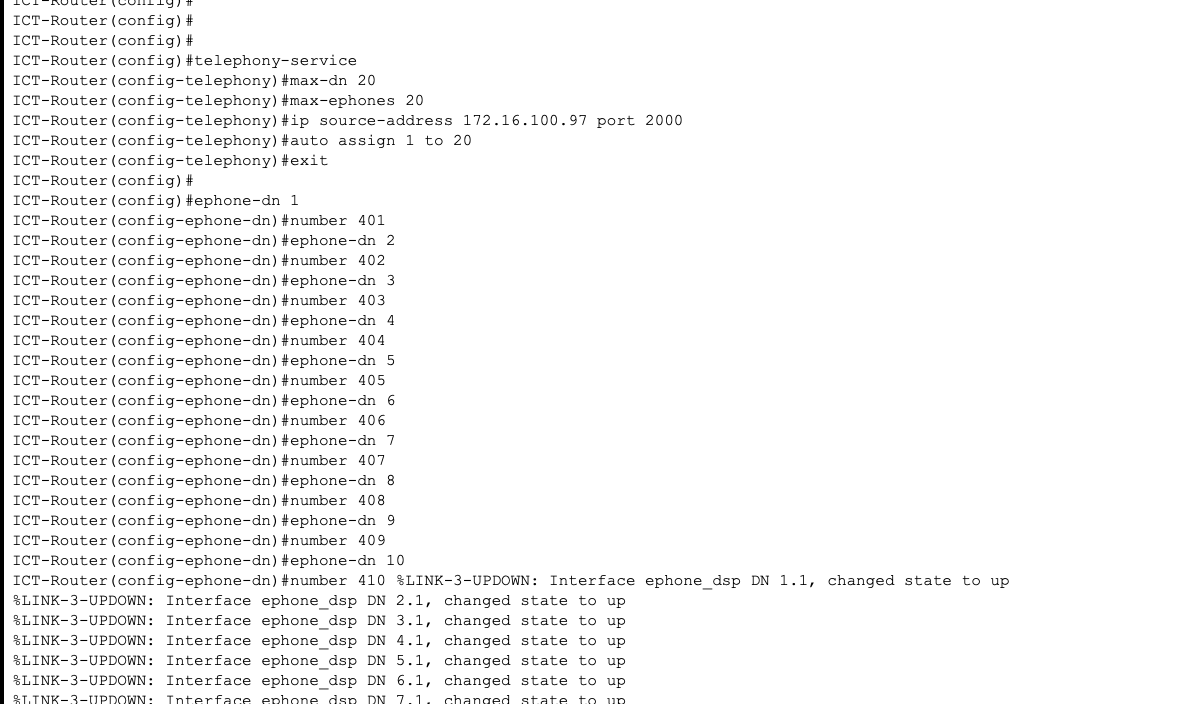 ICT-Router(config)#
ICT-Router(config)#
ICT-Router(config)#
ICT-Router(config)#telephony-service
ICT-Router(config-telephony)#max-dn 20
ICT-Router(config-telephony)#max-ephones 20
ICT-Router(config-telephony)#ip source-address 172.16.100.97 port 2000
ICT-Router(config-telephony)#auto assign 1 to 20
ICT-Router(config-telephony)#exit
ICT-Router(config)#
ICT-Router(config)#ephone-dn 1
ICT-Router(config-ephone-dn)#number 401
ICT-Router(config-ephone-dn)#ephone-dn 2
ICT-Router(config-ephone-dn)#number 402
ICT-Router(config-ephone-dn)#ephone-dn 3
ICT-Router(config-ephone-dn)#number 403
ICT-Router(config-ephone-dn)#ephone-dn 4
ICT-Router(config-ephone-dn)#number 404
ICT-Router(config-ephone-dn)#ephone-dn 5
ICT-Router(config-ephone-dn)#number 405
ICT-Router(config-ephone-dn)#ephone-dn 6
ICT-Router(config-ephone-dn)#number 406
ICT-Router(config-ephone-dn)#ephone-dn 7
ICT-Router(config-ephone-dn)#number 407
ICT-Router(config-ephone-dn)#ephone-dn 8
ICT-Router(config-ephone-dn)#number 408
ICT-Router(config-ephone-dn)#ephone-dn 9
ICT-Router(config-ephone-dn)#number 409
ICT-Router(config-ephone-dn)#ephone-dn 10
ICT-Router(config-ephone-dn)#number 410 %LINK-3-UPDOWN: Interface ephone_dsp DN 1.1, changed state to up
%LINK-3-UPDOWN: Interface ephone_dsp DN 2.1, changed state to up
%LINK-3-UPDOWN: Interface ephone_dsp DN 3.1, changed state to up
%LINK-3-UPDOWN: Interface ephone_dsp DN 4.1, changed state to up
%LINK-3-UPDOWN: Interface ephone_dsp DN 5.1, changed state to up
%LINK-3-UPDOWN: Interface ephone_dsp DN 6.1, changed state to up
%LINK-3-UPDOWN: Interface ephone dsp DN 7.1, changed state to up